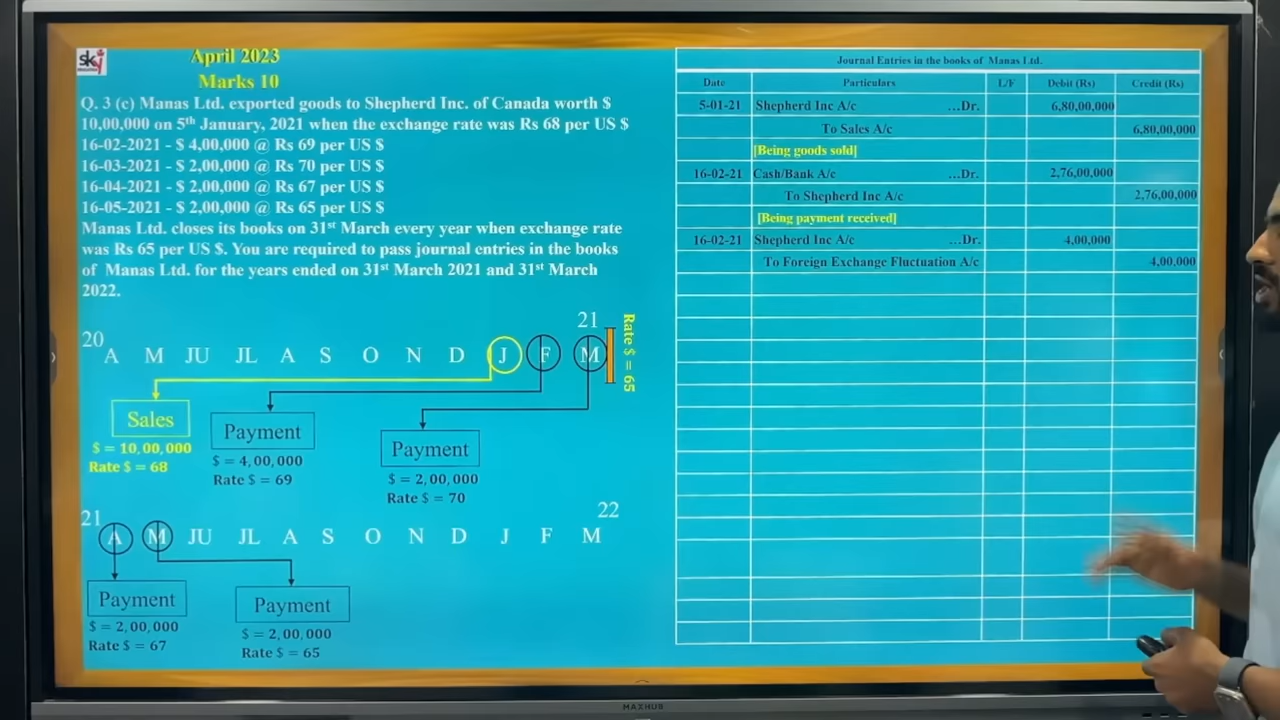 sky
April 2023
Marks 10
Q. 3 (c) Manas Ltd. exported goods to Shepherd Inc. of Canada worth $
10,00,000 on 5th January, 2021 when the exchange rate was Rs 68 per US $
16-02-2021 - $ 4,00,000 @ Rs 69 per US $
16-03-2021 - $ 2,00,000 @ Rs 70 per US $
16-04-2021 - $ 2,00,000 @ Rs 67 per US $
16-05-2021 - $ 2,00,000 @ Rs 65 per US $
Manas Ltd. closes its books on 31st March every year when exchange rate
was Rs 65 per US $. You are required to pass journal entries in the books
of Manas Ltd. for the years ended on 31st March 2021 and 31st March
2022.
20 21
A M JU JL A S O N D J F M
Rate $ = 65
Sales
$ = 10,00,000
Rate $ = 68
Payment
$ = 4,00,000
Rate $ = 69
Payment
$ = 2,00,000
Rate $ = 70
21 22
A M JU JL A S O N D J F M
Payment
$ = 2,00,000
Rate $ = 67
Payment
$ = 2,00,000
Rate $ = 65
Journal Entries in the books of Manas Ltd.
Date Particulars L/F Debit (Rs) Credit (Rs)
5-01-21 Shepherd Inc A/c ...Dr. 6,80,00,000
To Sales A/c 6,80,00,000
[Being goods sold]
16-02-21 Cash/Bank A/c ...Dr. 2,76,00,000
To Shepherd Inc A/c 2,76,00,000
[Being payment received]
16-02-21 Shepherd Inc A/c ...Dr. 4,00,000
To Foreign Exchange Fluctuation A/c 4,00,000
MAXHUB